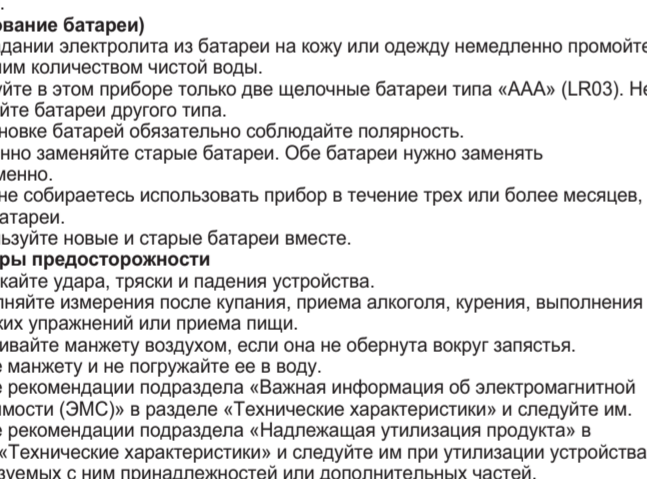 ование батареи)
дании электролита из батареи на кожу или одежду немедленно промойте
им количеством чистой воды.
уйте в этом приборе только две щелочные батареи типа «AAA» (LR03). Не
йте батареи другого типа.
новке батарей обязательно соблюдайте полярность.
нно заменяйте старые батареи. Обе батареи нужно заменять
менно.
не собираетесь использовать прибор в течение трех или более месяцев,
атареи.
ьзуйте новые и старые батареи вместе.
ры предосторожности
кайте удара, тряски и падения устройства.
лняйте измерения после купания, приема алкоголя, курения, выполнения
ких упражнений или приема пищи.
ивайте манжету воздухом, если она не обернута вокруг запястья.
е манжету и не погружайте ее в воду.
е рекомендации подраздела «Важная информация об электромагнитной
имости (ЭМС)» в разделе «Технические характеристики» и следуйте им.
е рекомендации подраздела «Надлежащая утилизация продукта» в
«Технические характеристики» и следуйте им при утилизации устройства
зуемых с ним принадлежностей или дополнительных частей.